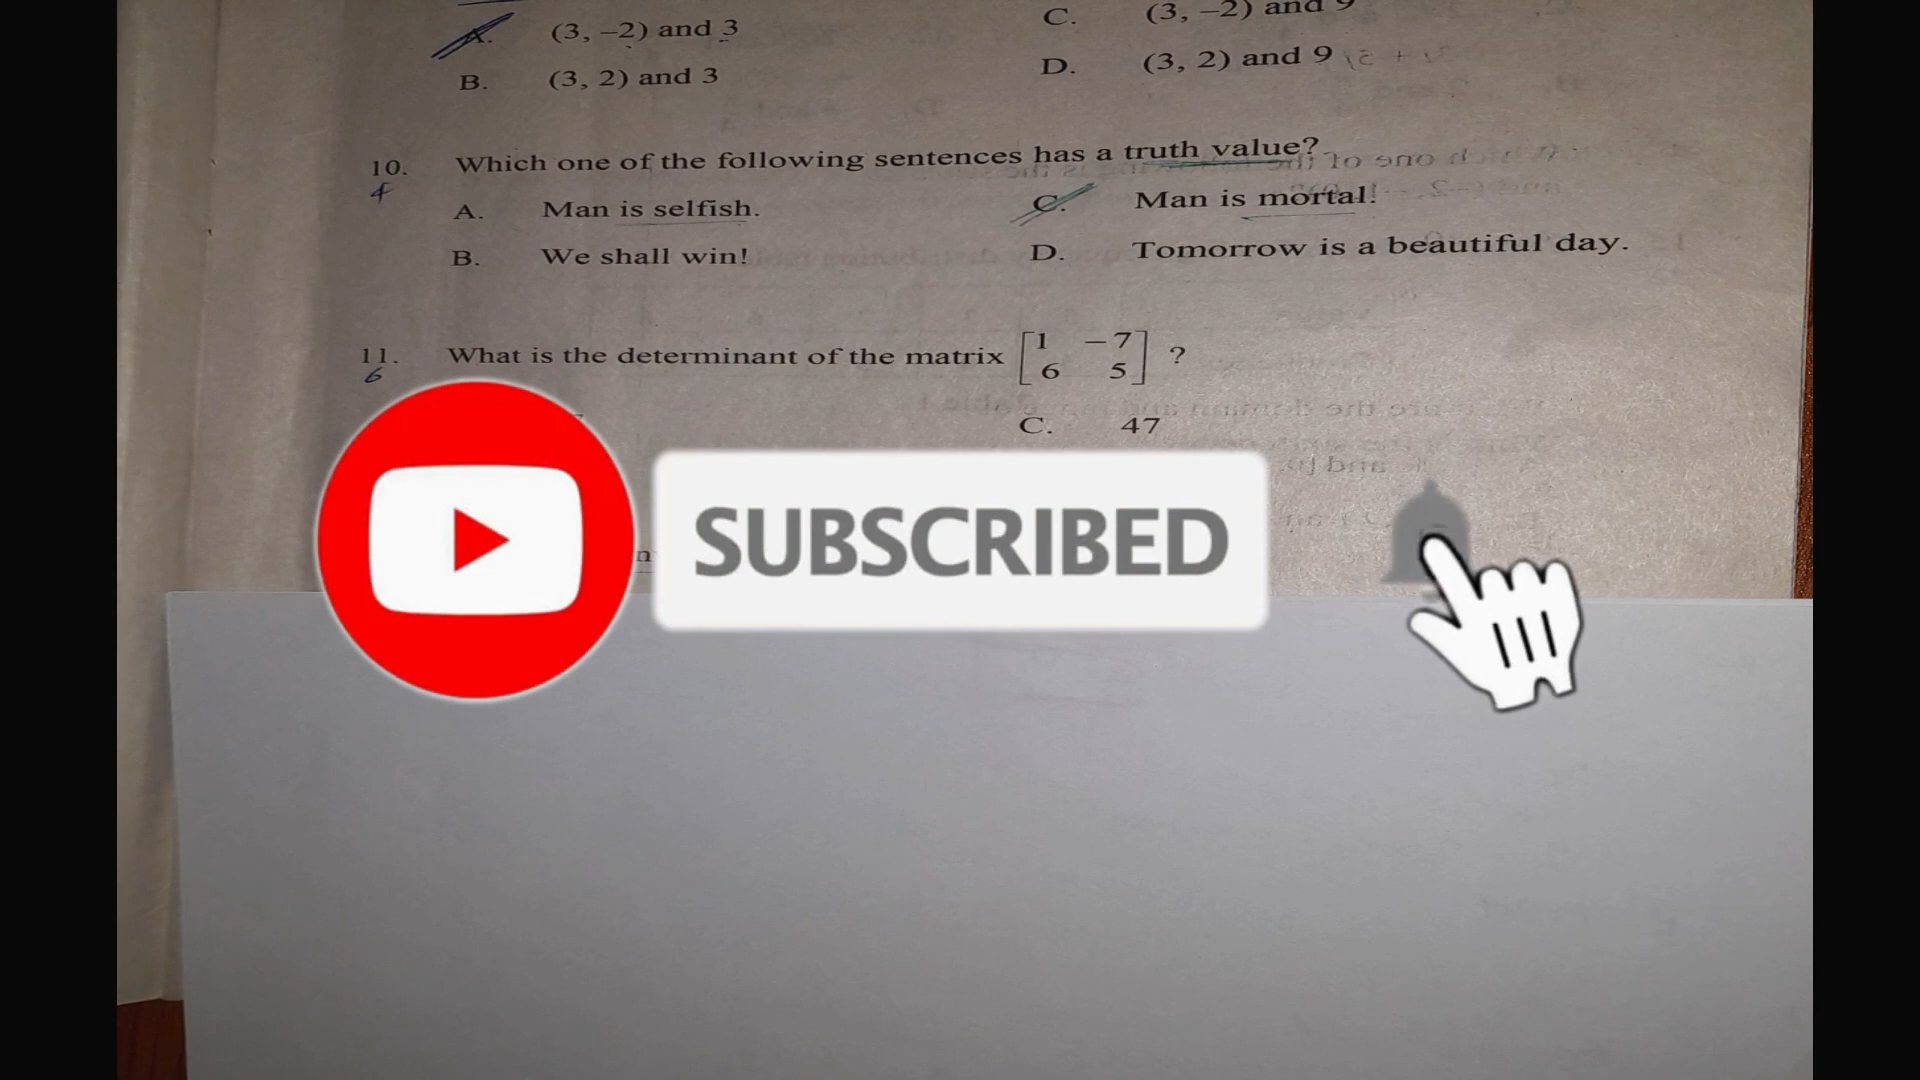 A. (3, –2) and 3
C. (3, –2) and 9
B. (3, 2) and 3
D. (3, 2) and 9
10. Which one of the following sentences has a truth value?
4
A. Man is selfish.
C. Man is mortal!
B. We shall win!
D. Tomorrow is a beautiful day.
11. What is the determinant of the matrix [1 –7
6 5] ?
6
C. 47
SUBSCRIBED